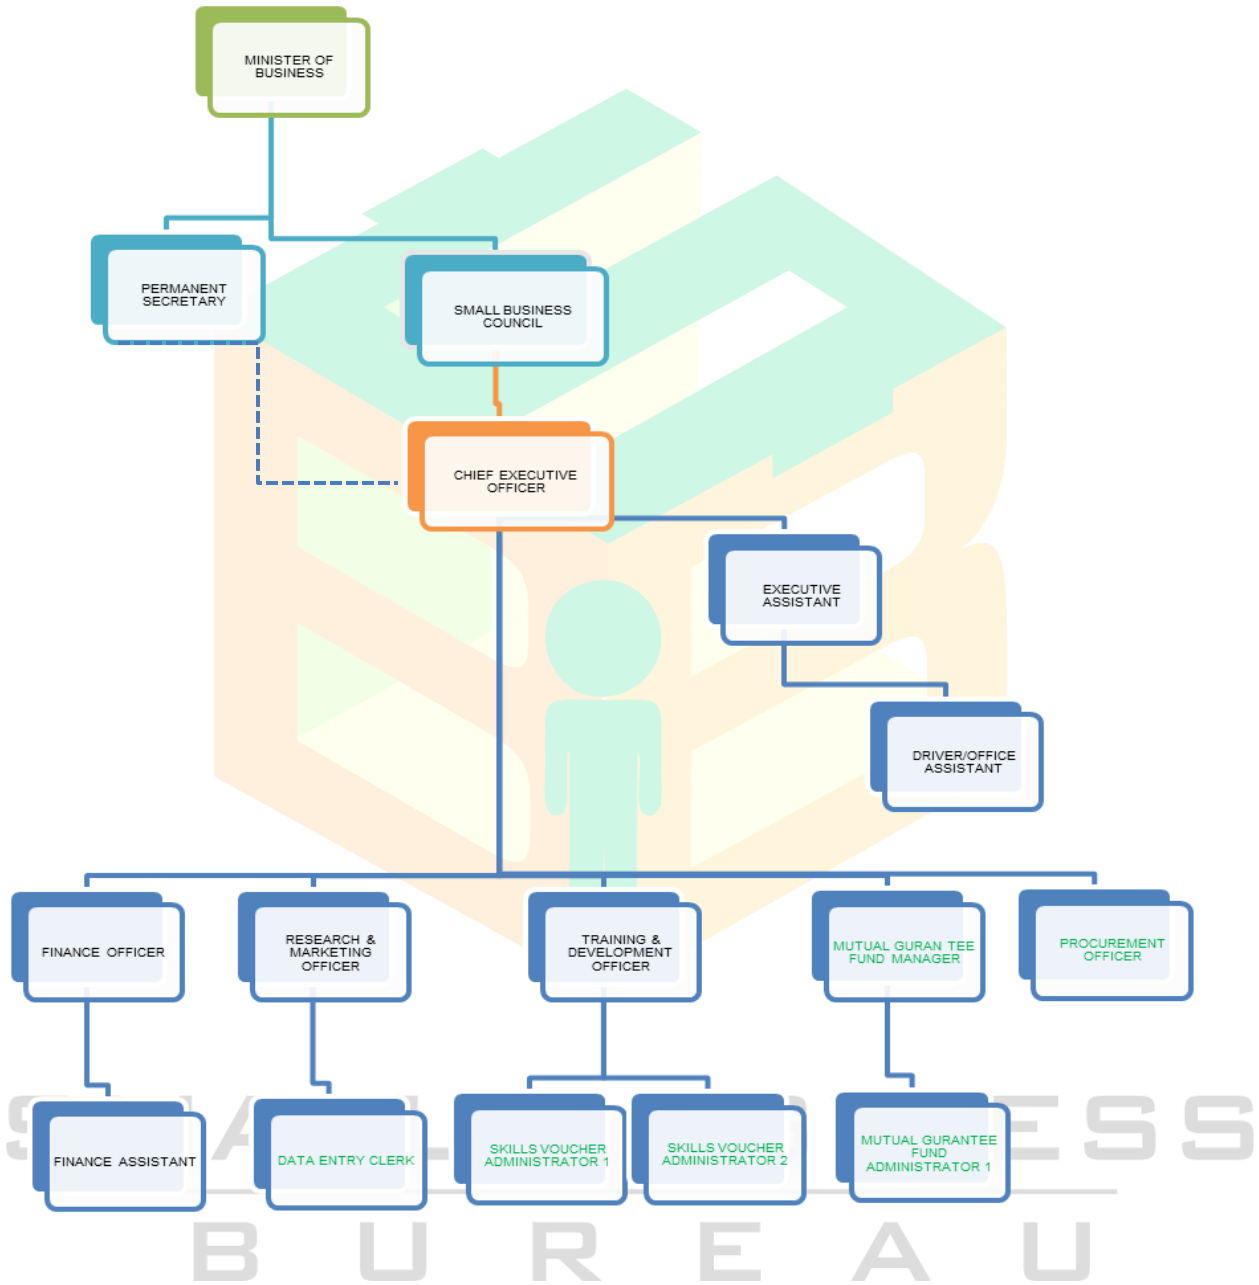 MINISTER OF
BUSINESS
PERMANENT
SECRETARY
SMALL BUSINESS
COUNCIL
CHIEF EXECUTIVE
OFFICER
EXECUTIVE
ASSISTANT
DRIVER/OFFICE
ASSISTANT
FINANCE OFFICER
RESEARCH &
MARKETING
OFFICER
TRAINING &
DEVELOPMENT
OFFICER
MUTUAL GURAN TEE
FUND MANAGER
PROCUREMENT
OFFICER
FINANCE ASSISTANT
DATA ENTRY CLERK
SKILLS VOUCHER
ADMINISTRATOR 1
SKILLS VOUCHER
ADMINISTRATOR 2
MUTUAL GURANTEE
FUND
ADMINISTRATOR 1
BUREAU